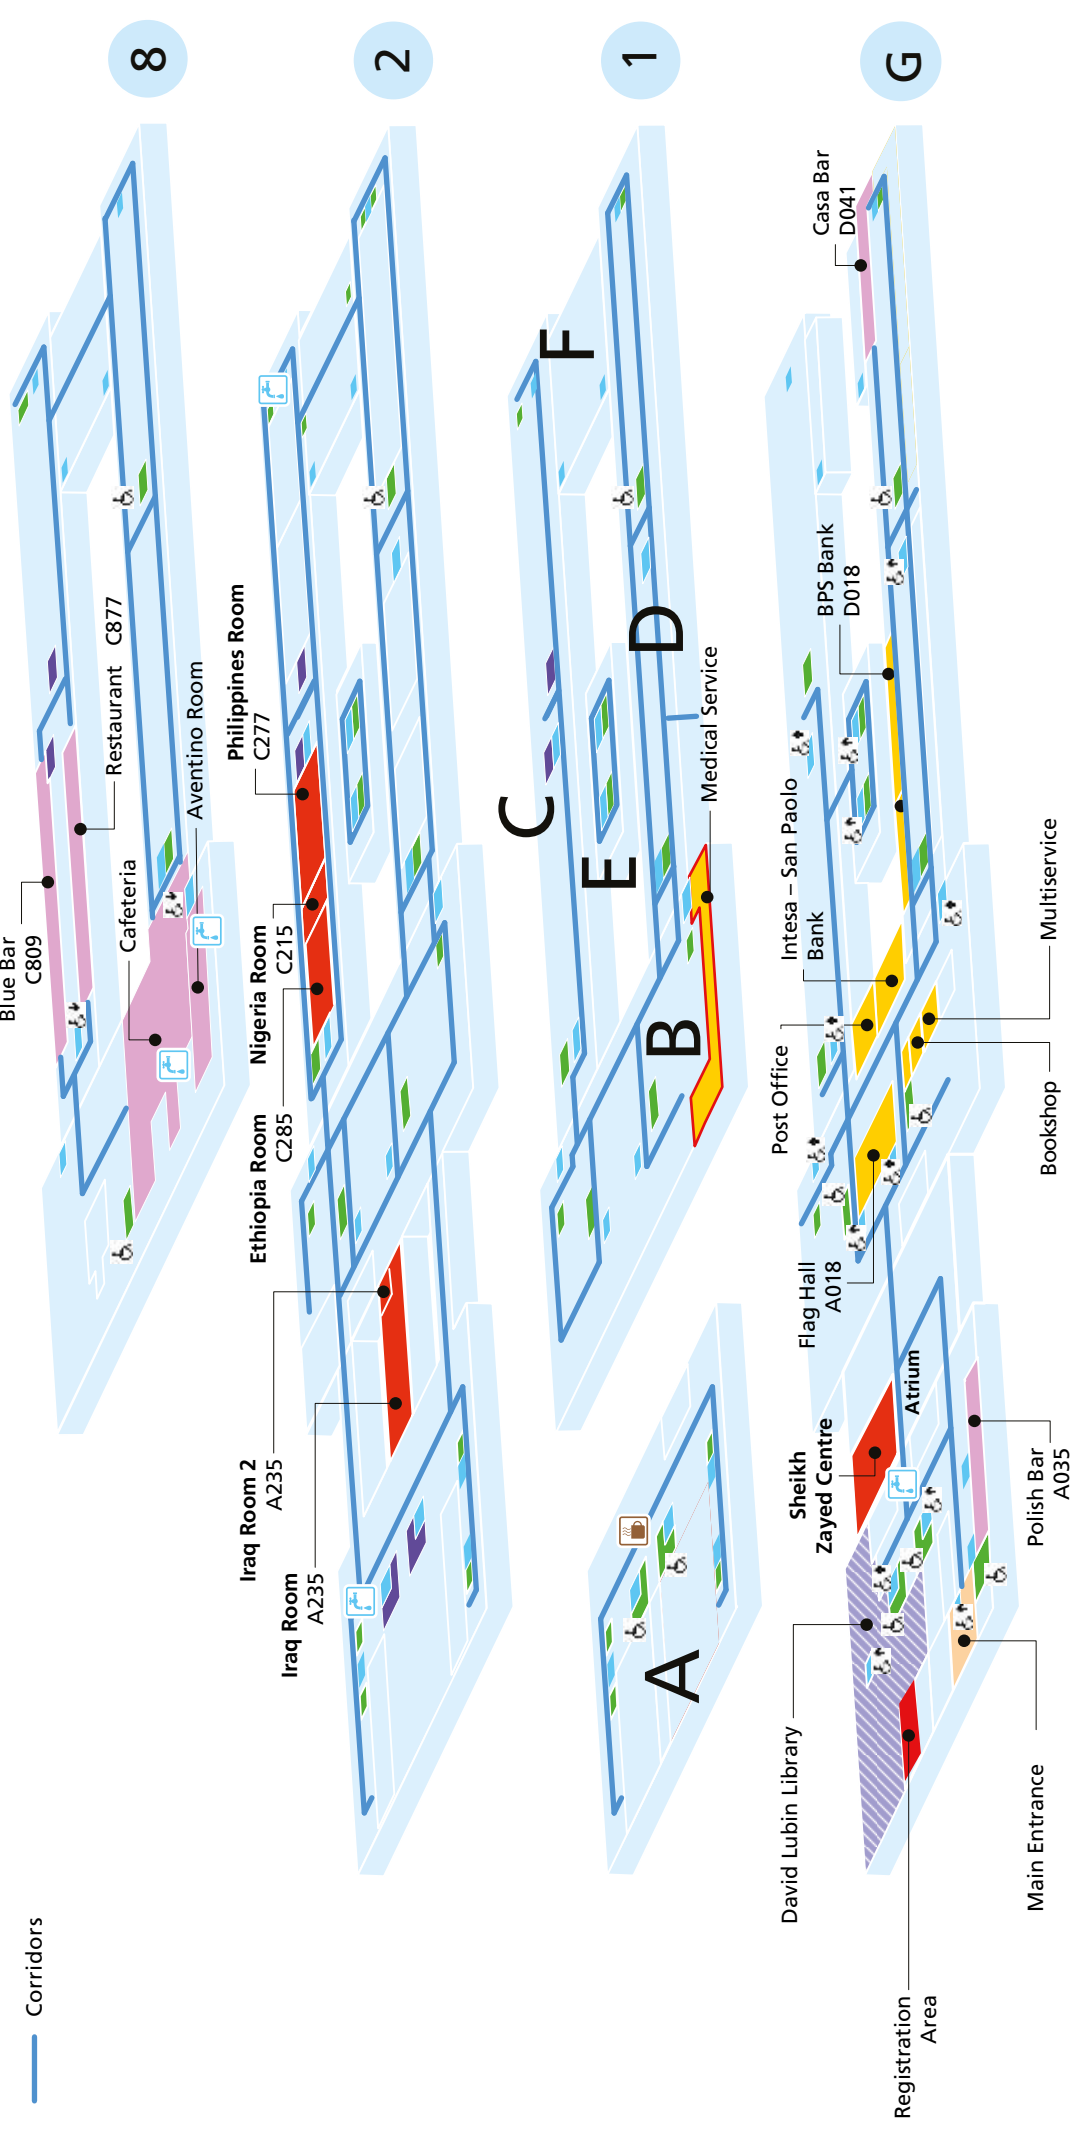 Corridors
8
Blue Bar
C809
Restaurant C877
Cafeteria
Aventino Room
2
Philippines Room
C277
Nigeria Room
C215
Ethiopia Room
C285
Iraq Room 2
A235
Iraq Room
A235
1
F
C
E
D
Medical Service
B
A
G
Casa Bar
D041
BPS Bank
D018
Intesa – San Paolo
Bank
Post Office
Multiservice
Bookshop
Flag Hall
A018
Atrium
Sheikh
Zayed Centre
Polish Bar
A035
David Lubin Library
Main Entrance
Registration
Area